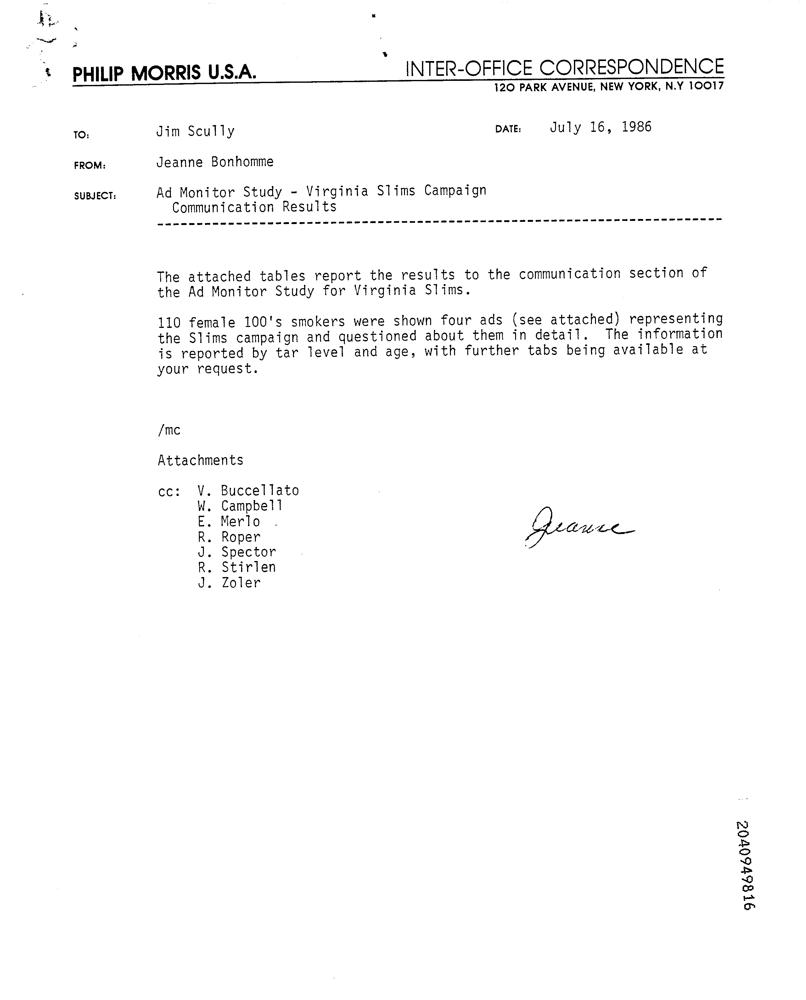 PHILIP MORRIS U.S.A. INTER-OFFICE CORRESPONDENCE
120 PARK AVENUE, NEW YORK, N.Y 10017
TO: Jim Scully DATE: July 16, 1986
FROM: Jeanne Bonhomme
SUBJECT: Ad Monitor Study - Virginia Slims Campaign
Communication Results
The attached tables report the results to the communication section of
the Ad Monitor Study for Virginia Slims.
110 female 100's smokers were shown four ads (see attached) representing
the Slims campaign and questioned about them in detail. The information
is reported by tar level and age, with further tabs being available at
your request.
/mc
Attachments
cc: V. Buccellato
W. Campbell
E. Merlo
R. Roper
J. Spector
R. Stirlen
J. Zoler
Jeanne
2040949816